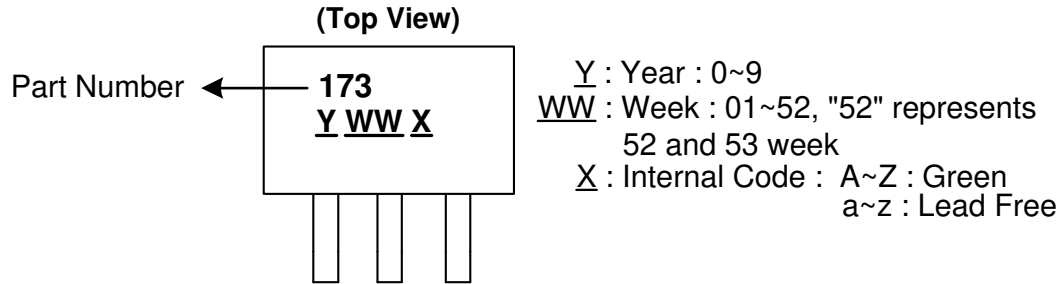 (Top View)
Part Number
173
Y WW X
Y : Year : 0~9
WW : Week : 01~52, "52" represents
52 and 53 week
X : Internal Code : A~Z : Green
a~z : Lead Free